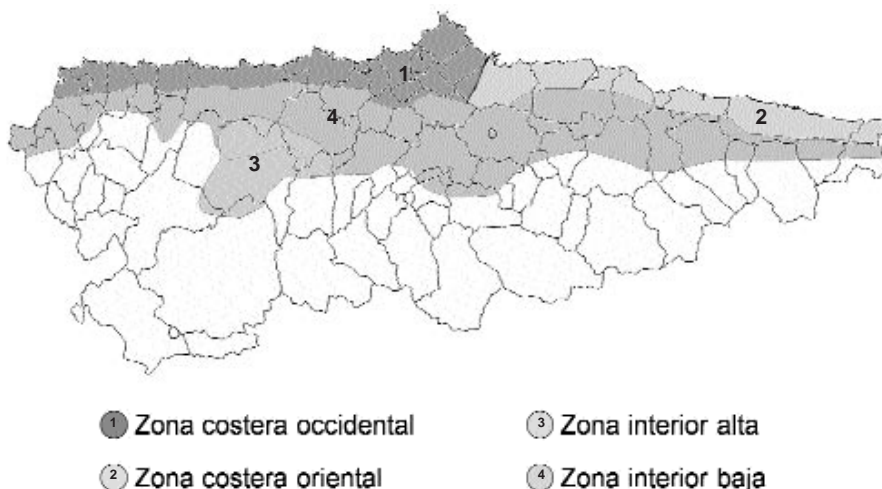 1
2
4
3
1 Zona costera occidental
3 Zona interior alta
2 Zona costera oriental
4 Zona interior baja